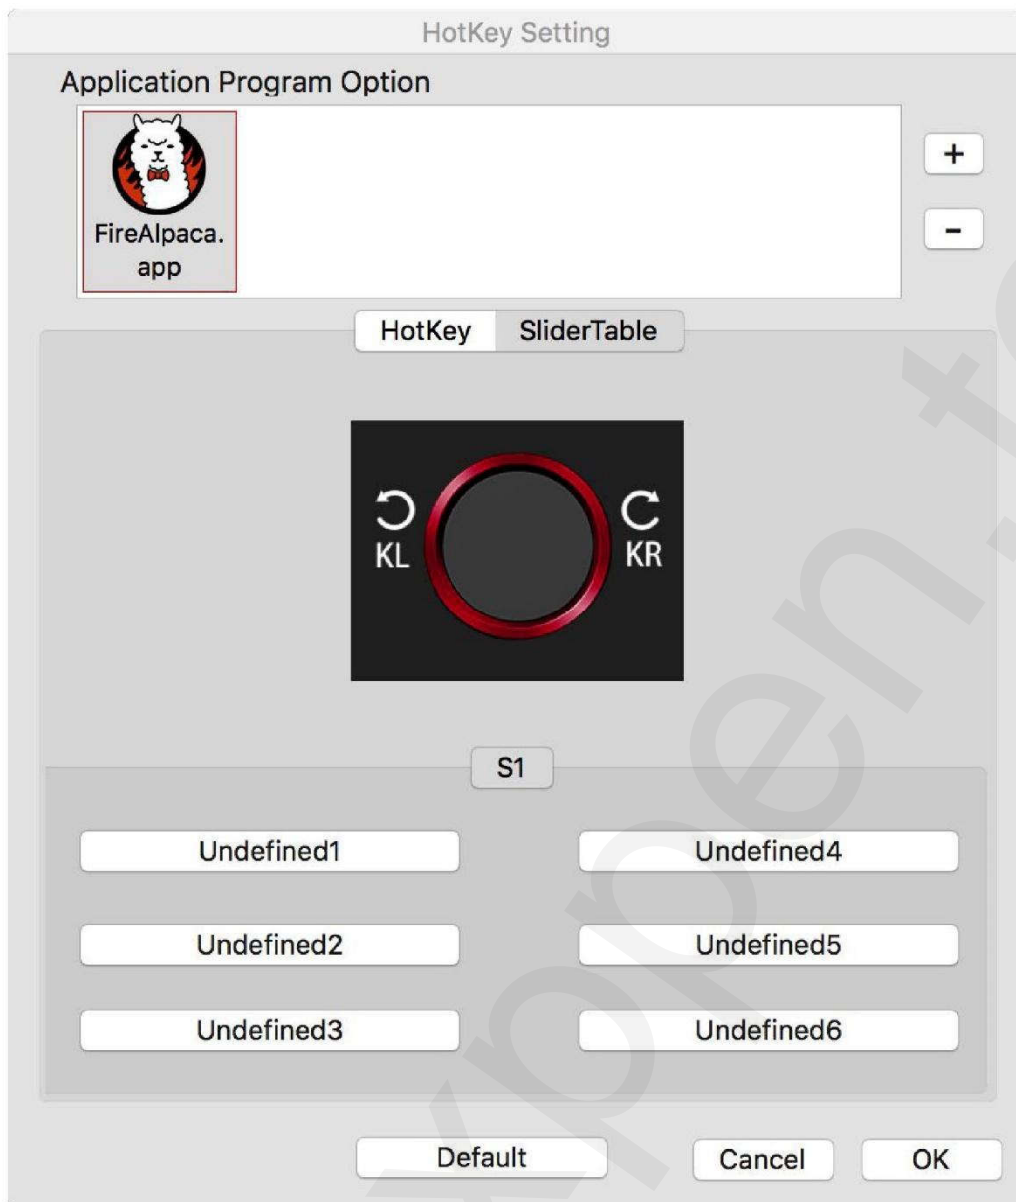 HotKey Setting
Application Program Option
FireAlpaca.
app
+
-
HotKey SliderTable
KL KR
S1
Undefined1 Undefined4
Undefined2 Undefined5
Undefined3 Undefined6
Default Cancel OK